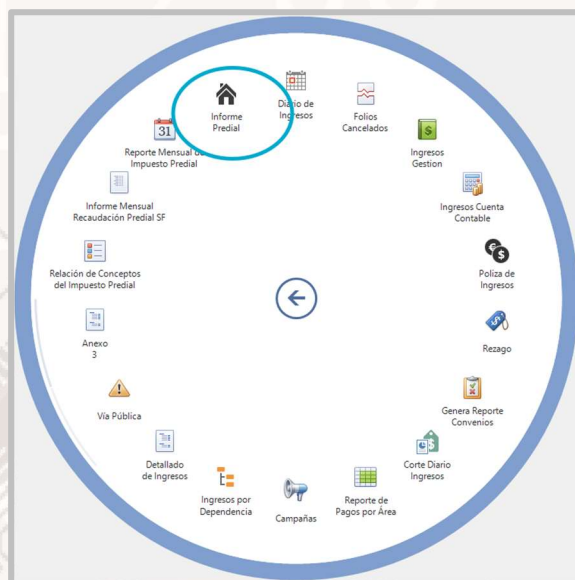 Informe
Predial
Diario de
Ingresos
Folios
Cancelados
$
Ingresos
Gestion
Ingresos Cuenta
Contable
€
$
Poliza de
Ingresos
Rezago
Genera Reporte
Convenios
Corte Diario
Ingresos
Reporte de
Pagos por Área
Campañas
Ingresos por
Dependencia
Detallado
de Ingresos
Vía Pública
Anexo
3
Relación de Conceptos
del Impuesto Predial
Informe Mensual
Recaudación Predial SF
31
Reporte Mensual de
Impuesto Predial